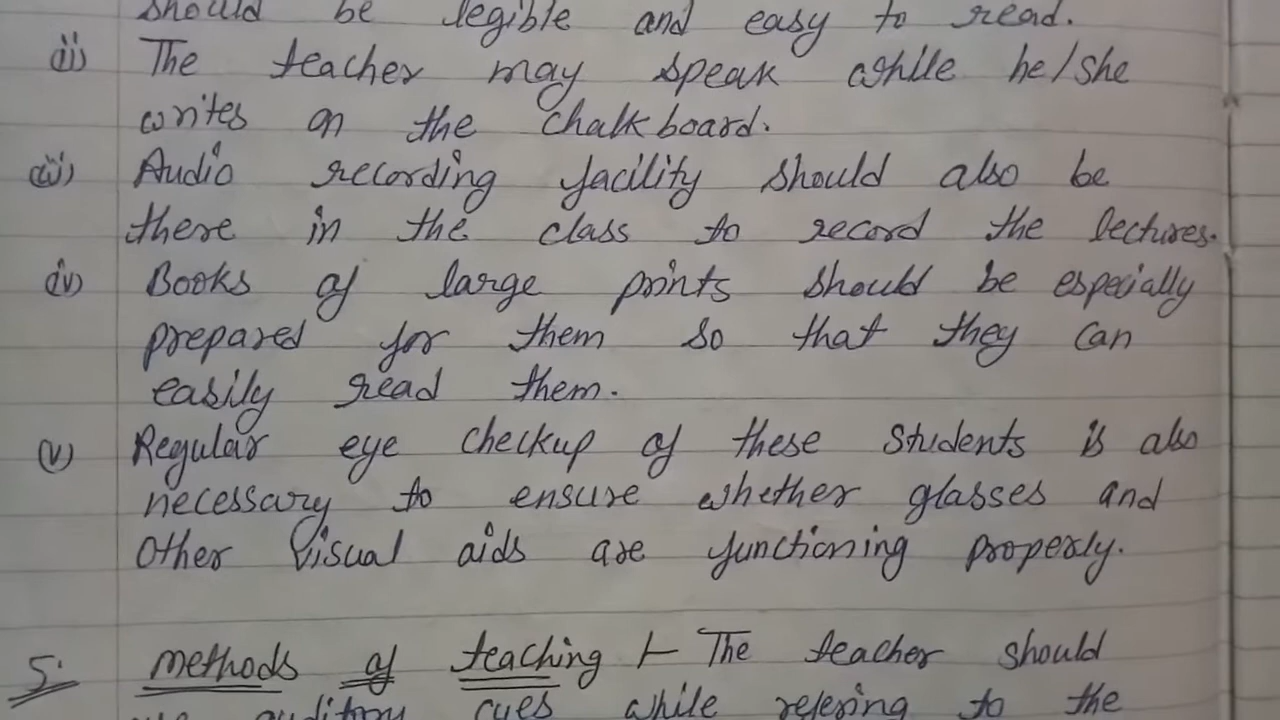 should be legible and easy to read.
(ii) The teacher may speak while he/she
writes on the chalkboard.
(iii) Audio recording facility should also be
there in the class to record the lectures.
(iv) Books of large prints should be especially
prepared for them so that they can
easily read them.
(v) Regular eye checkup of these students is also
necessary to ensure whether glasses and
other visual aids are functioning properly.
5. methods of teaching :- The teacher should
auditory cues while refering to the